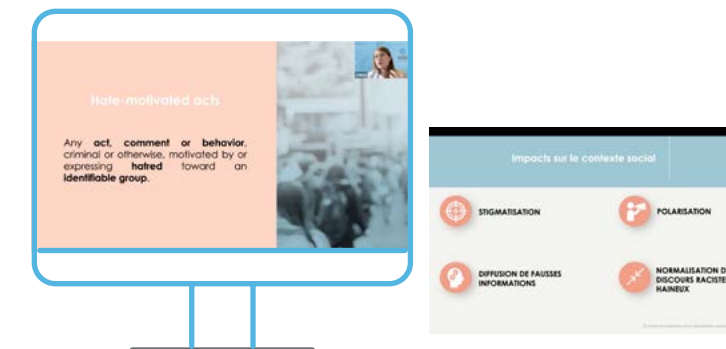 Hate-motivated acts
Any act, comment or behavior,
criminal or otherwise, motivated by or
expressing hatred toward an
identifiable group.
Impacts sur le contexte social
STIGMATISATION
POLARISATION
DIFFUSION DE FAUSSES
INFORMATIONS
NORMALISATION D
DISCOURS RACISTE
HAINEUX